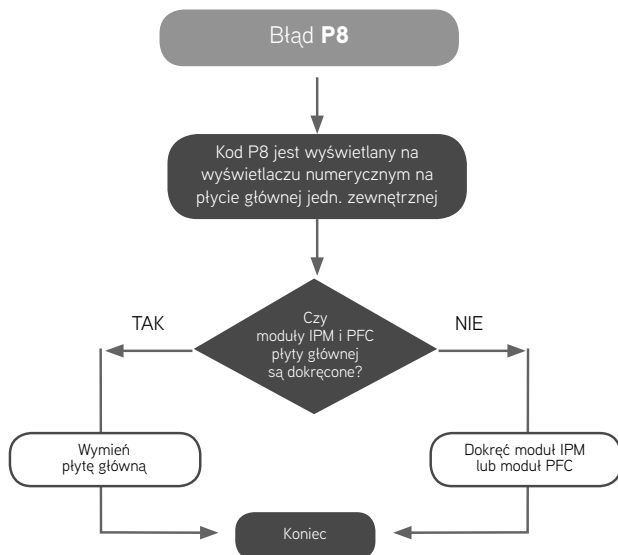 Błąd P8
Kod P8 jest wyświetlany na
wyświetlaczu numerycznym na
płycie głównej jedn. zewnętrznej
Czy
moduły IPM i PFC
płyty głównej
są dokręcone?
TAK
NIE
Wymień
płytę główną
Dokręć moduł IPM
lub moduł PFC
Koniec